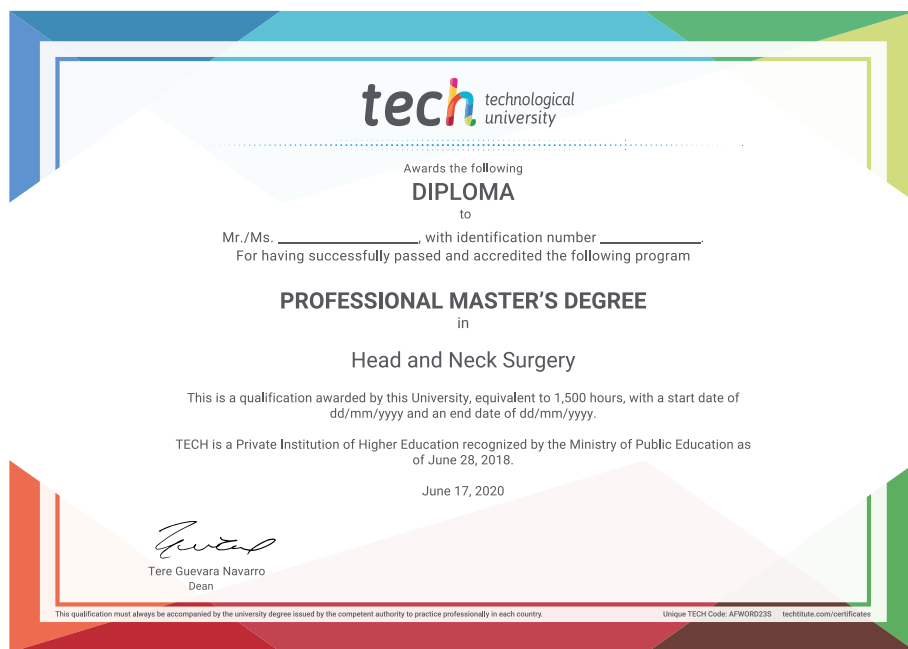 tech technological
university
Awards the following
DIPLOMA
to
Mr./Ms. ____________________, with identification number ______________.
For having successfully passed and accredited the following program
PROFESSIONAL MASTER'S DEGREE
in
Head and Neck Surgery
This is a qualification awarded by this University, equivalent to 1,500 hours, with a start date of
dd/mm/yyyy and an end date of dd/mm/yyyy.
TECH is a Private Institution of Higher Education recognized by the Ministry of Public Education as
of June 28, 2018.
June 17, 2020
Tere Guevara Navarro
Dean
This qualification must always be accompanied by the university degree issued by the competent authority to practice professionally in each country. Unique TECH Code: AFWORD23S techtitute.com/certificates